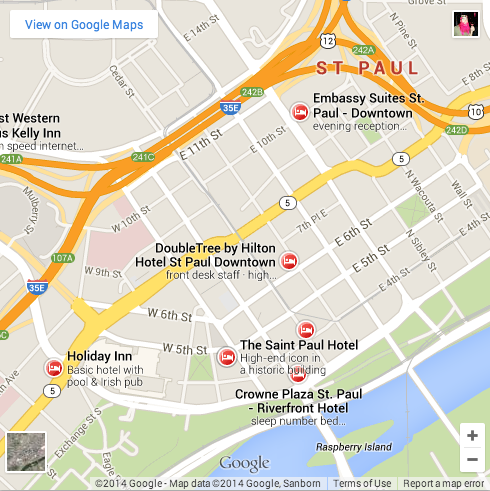 View on Google Maps
E 14th St
N Pine St
Grove St
12
242A
ST PAUL
E 8th St
Cedar St
242B
35E
Embassy Suites St.
Paul - Downtown
evening reception...
10
242D
st Western
us Kelly Inn
m speed internet...
E 11th St
E 10th St
241A
241C
5
Mulberry St
N Wacouta St
Wall St
W 10th St
5
7th Pl E
E 6th St
N Sibley St
107A
DoubleTree by Hilton
Hotel St Paul Downtown
front desk staff · high...
W 9th St
E 5th St
E 4th St
35E
C
W 6th St
The Saint Paul Hotel
High-end icon in
a historic building
W 5th St
Holiday Inn
Basic hotel with
pool & Irish pub
7th Ave
5
Crowne Plaza St. Paul
- Riverfront Hotel
sleep number bed...
Exchange St S
Eagle
Raspberry Island
Google
+
−
©2014 Google - Map data ©2014 Google, Sanborn
Terms of Use
Report a map error